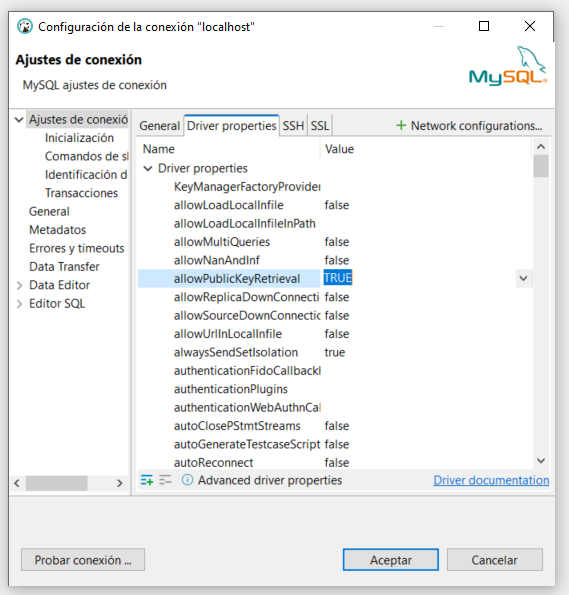 Configuración de la conexión "localhost"
Ajustes de conexión
MySQL ajustes de conexión
MySQL
Ajustes de conexió
Inicialización
Comandos de sl
Identificación d
Transacciones
General
Metadatos
Errores y timeouts
Data Transfer
Data Editor
Editor SQL
General Driver properties SSH SSL Network configurations...
Name Value
Driver properties
KeyManagerFactoryProvider
allowLoadLocalInfile false
allowLoadLocalInfileInPath
allowMultiQueries false
allowNanAndInf false
allowPublicKeyRetrieval TRUE
allowReplicaDownConnecti false
allowSourceDownConnectic false
allowUrlInLocalInfile false
alwaysSendSetIsolation true
authenticationFidoCallbackI
authenticationPlugins
authenticationWebAuthnCal
autoClosePStmtStreams false
autoGenerateTestcaseScript false
autoReconnect false
Advanced driver properties Driver documentation
Probar conexión ... Aceptar Cancelar